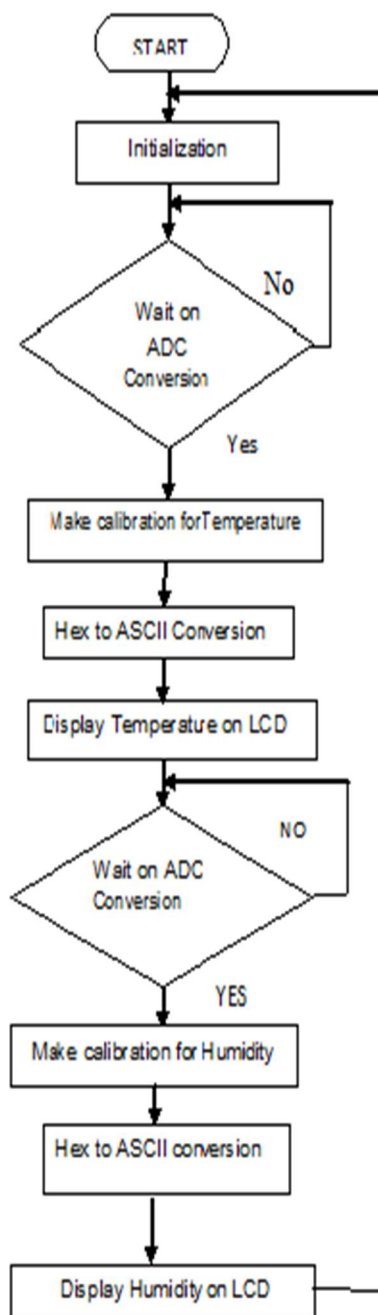 START
Initialization
No
Wait on
ADC
Conversion
Yes
Make calibration forTemperature
Hex to ASCII Conversion
Display Temperature on LCD
NO
Wait on ADC
Conversion
YES
Make calibration for Humidity
Hex to ASCII conversion
Display Humidity on LCD